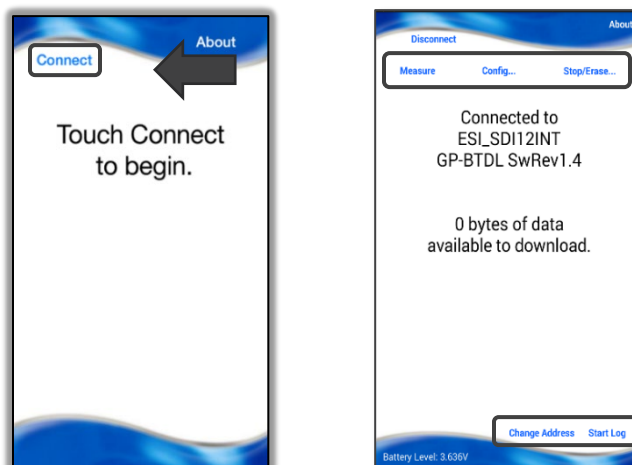 About
Connect
Touch Connect
to begin.
About
Disconnect
Measure Config... Stop/Erase...
Connected to
ESI_SDI12INT
GP-BTDL SwRev1.4
0 bytes of data
available to download.
Change Address Start Log
Battery Level: 3.636V